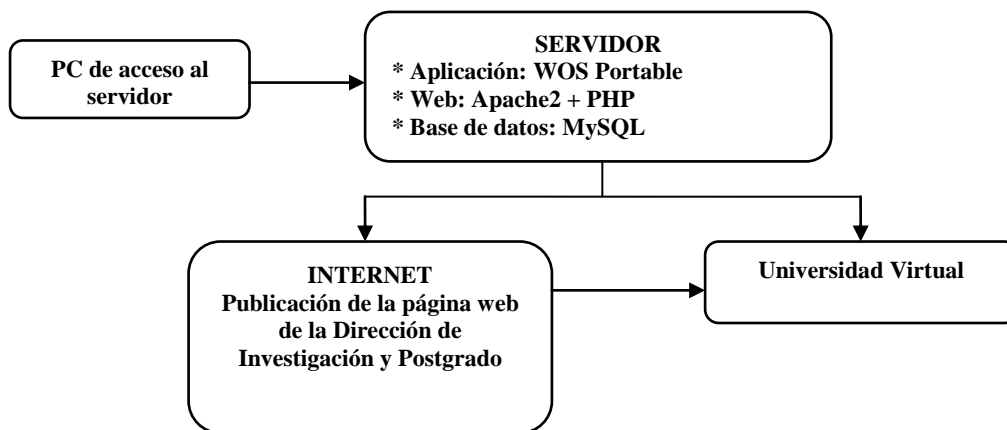 PC de acceso al
servidor
SERVIDOR
* Aplicación: WOS Portable
* Web: Apache2 + PHP
* Base de datos: MySQL
INTERNET
Publicación de la página web
de la Dirección de
Investigación y Postgrado
Universidad Virtual